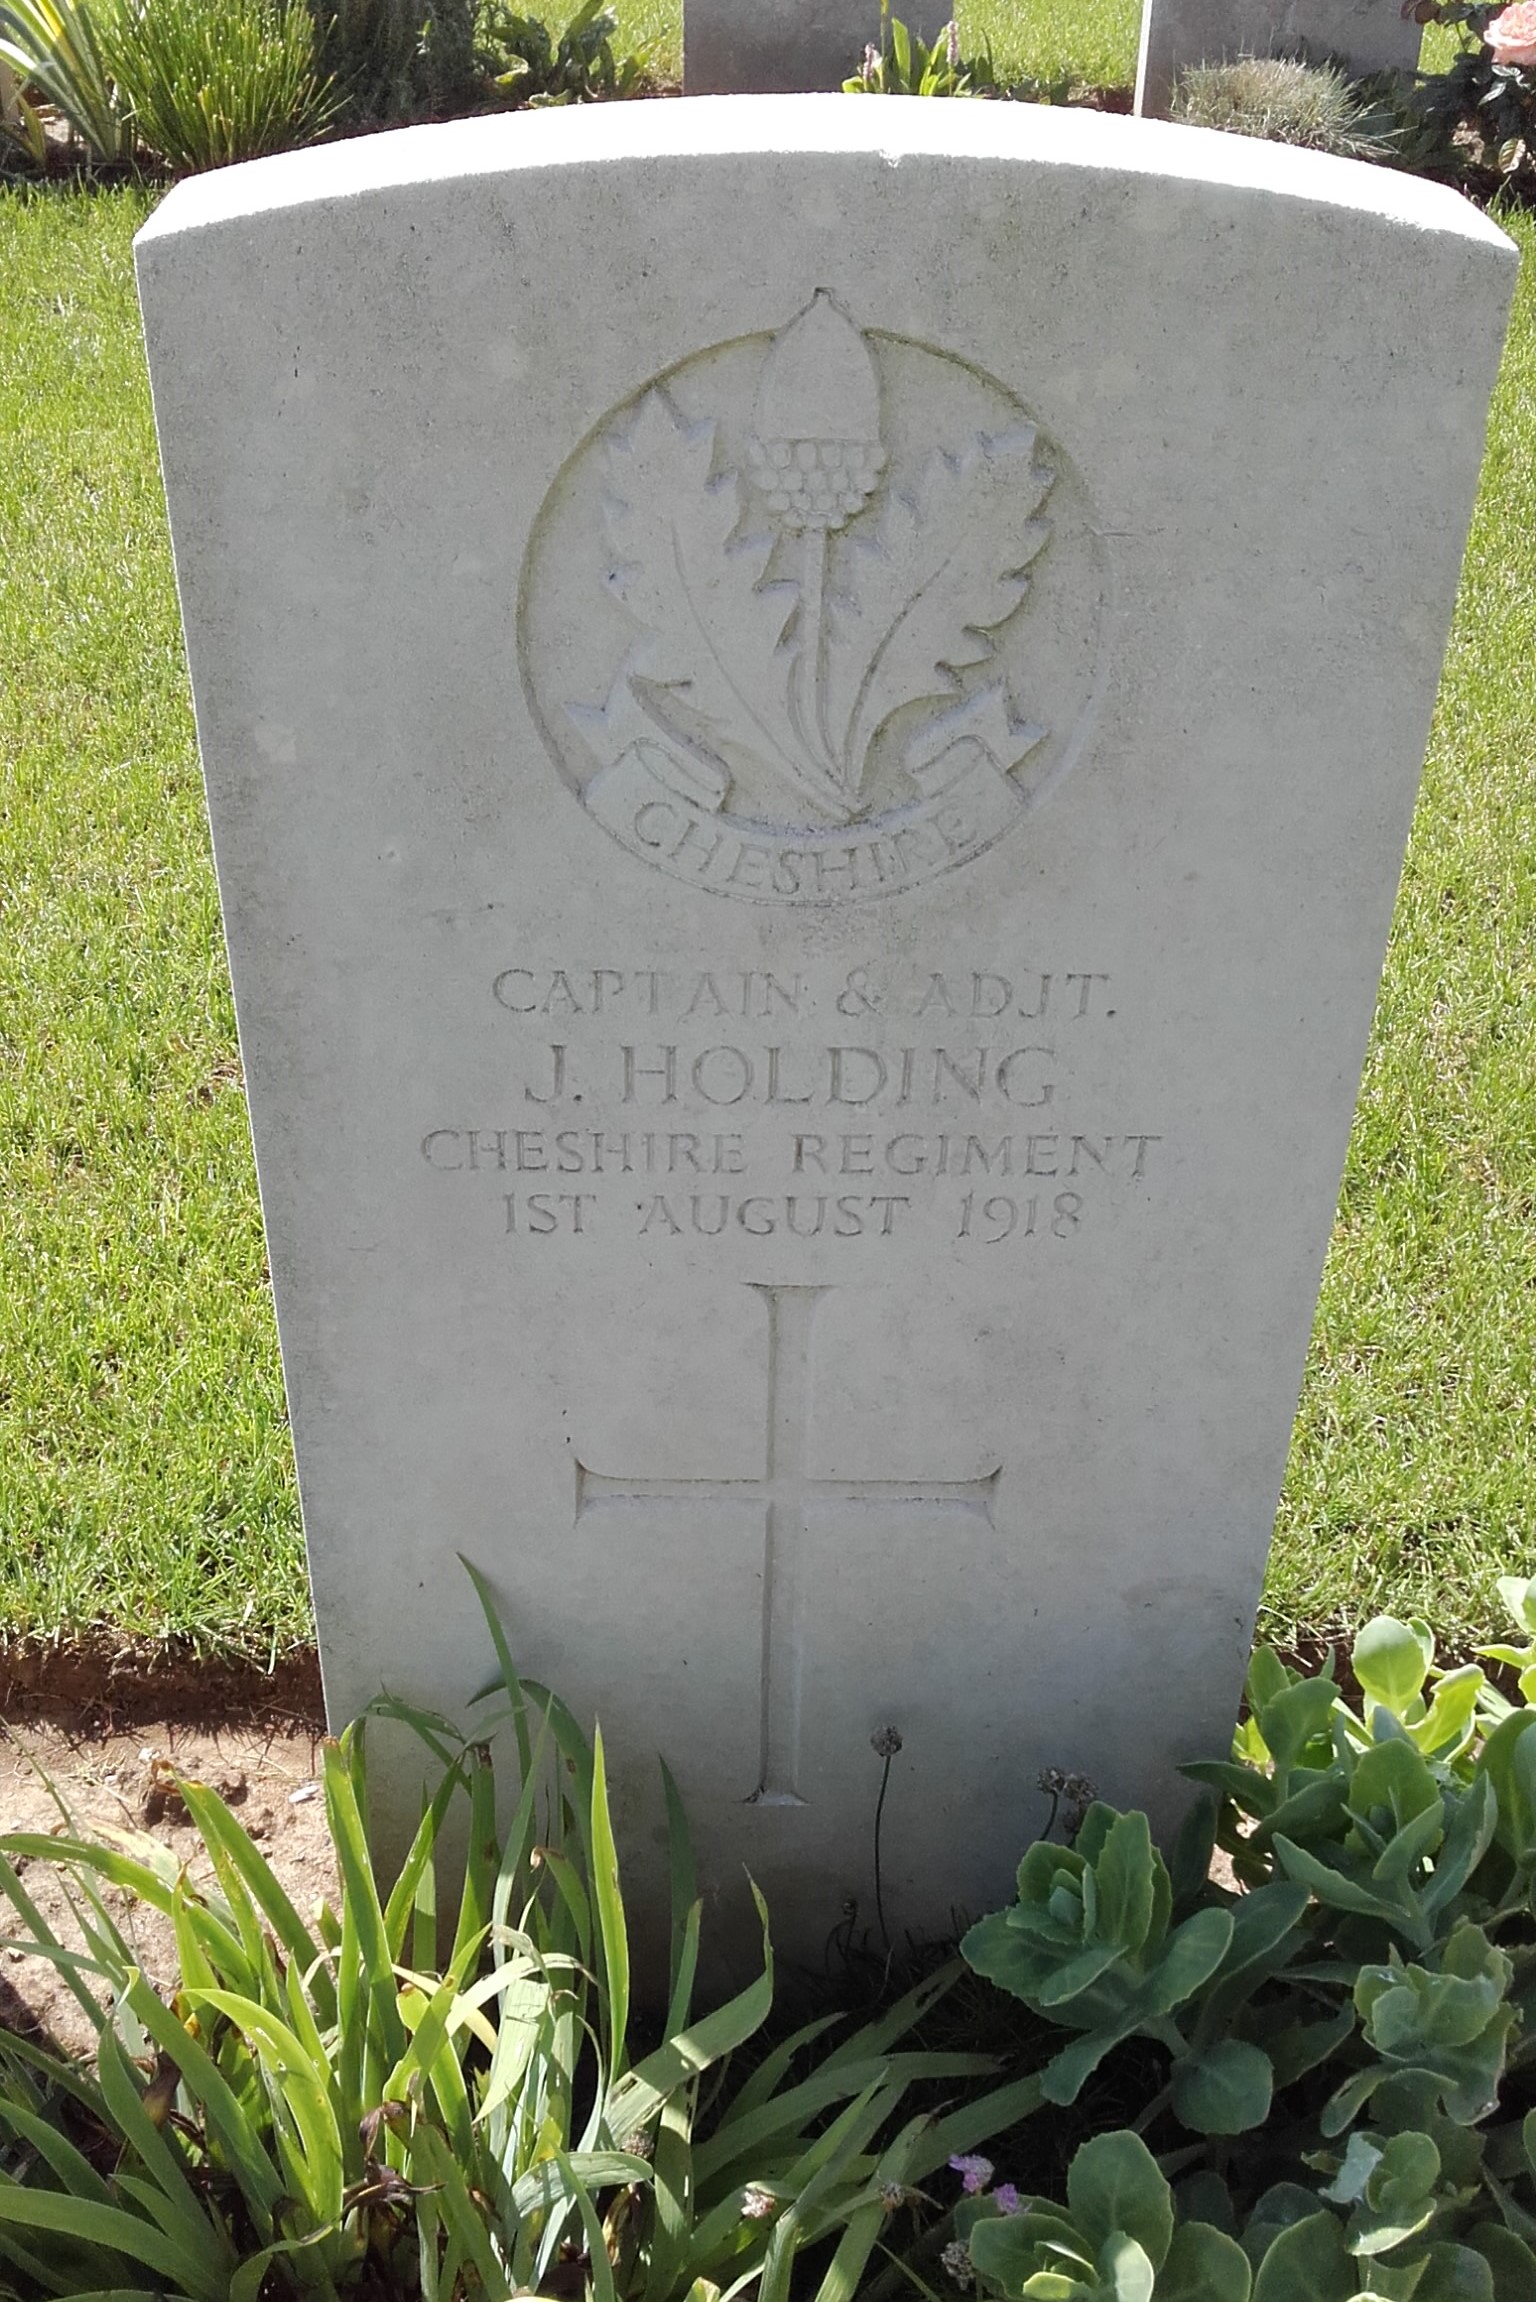 CHESHIRE
CAPTAIN & ADJT.
J. HOLDING
CHESHIRE REGIMENT
1ST AUGUST 1918